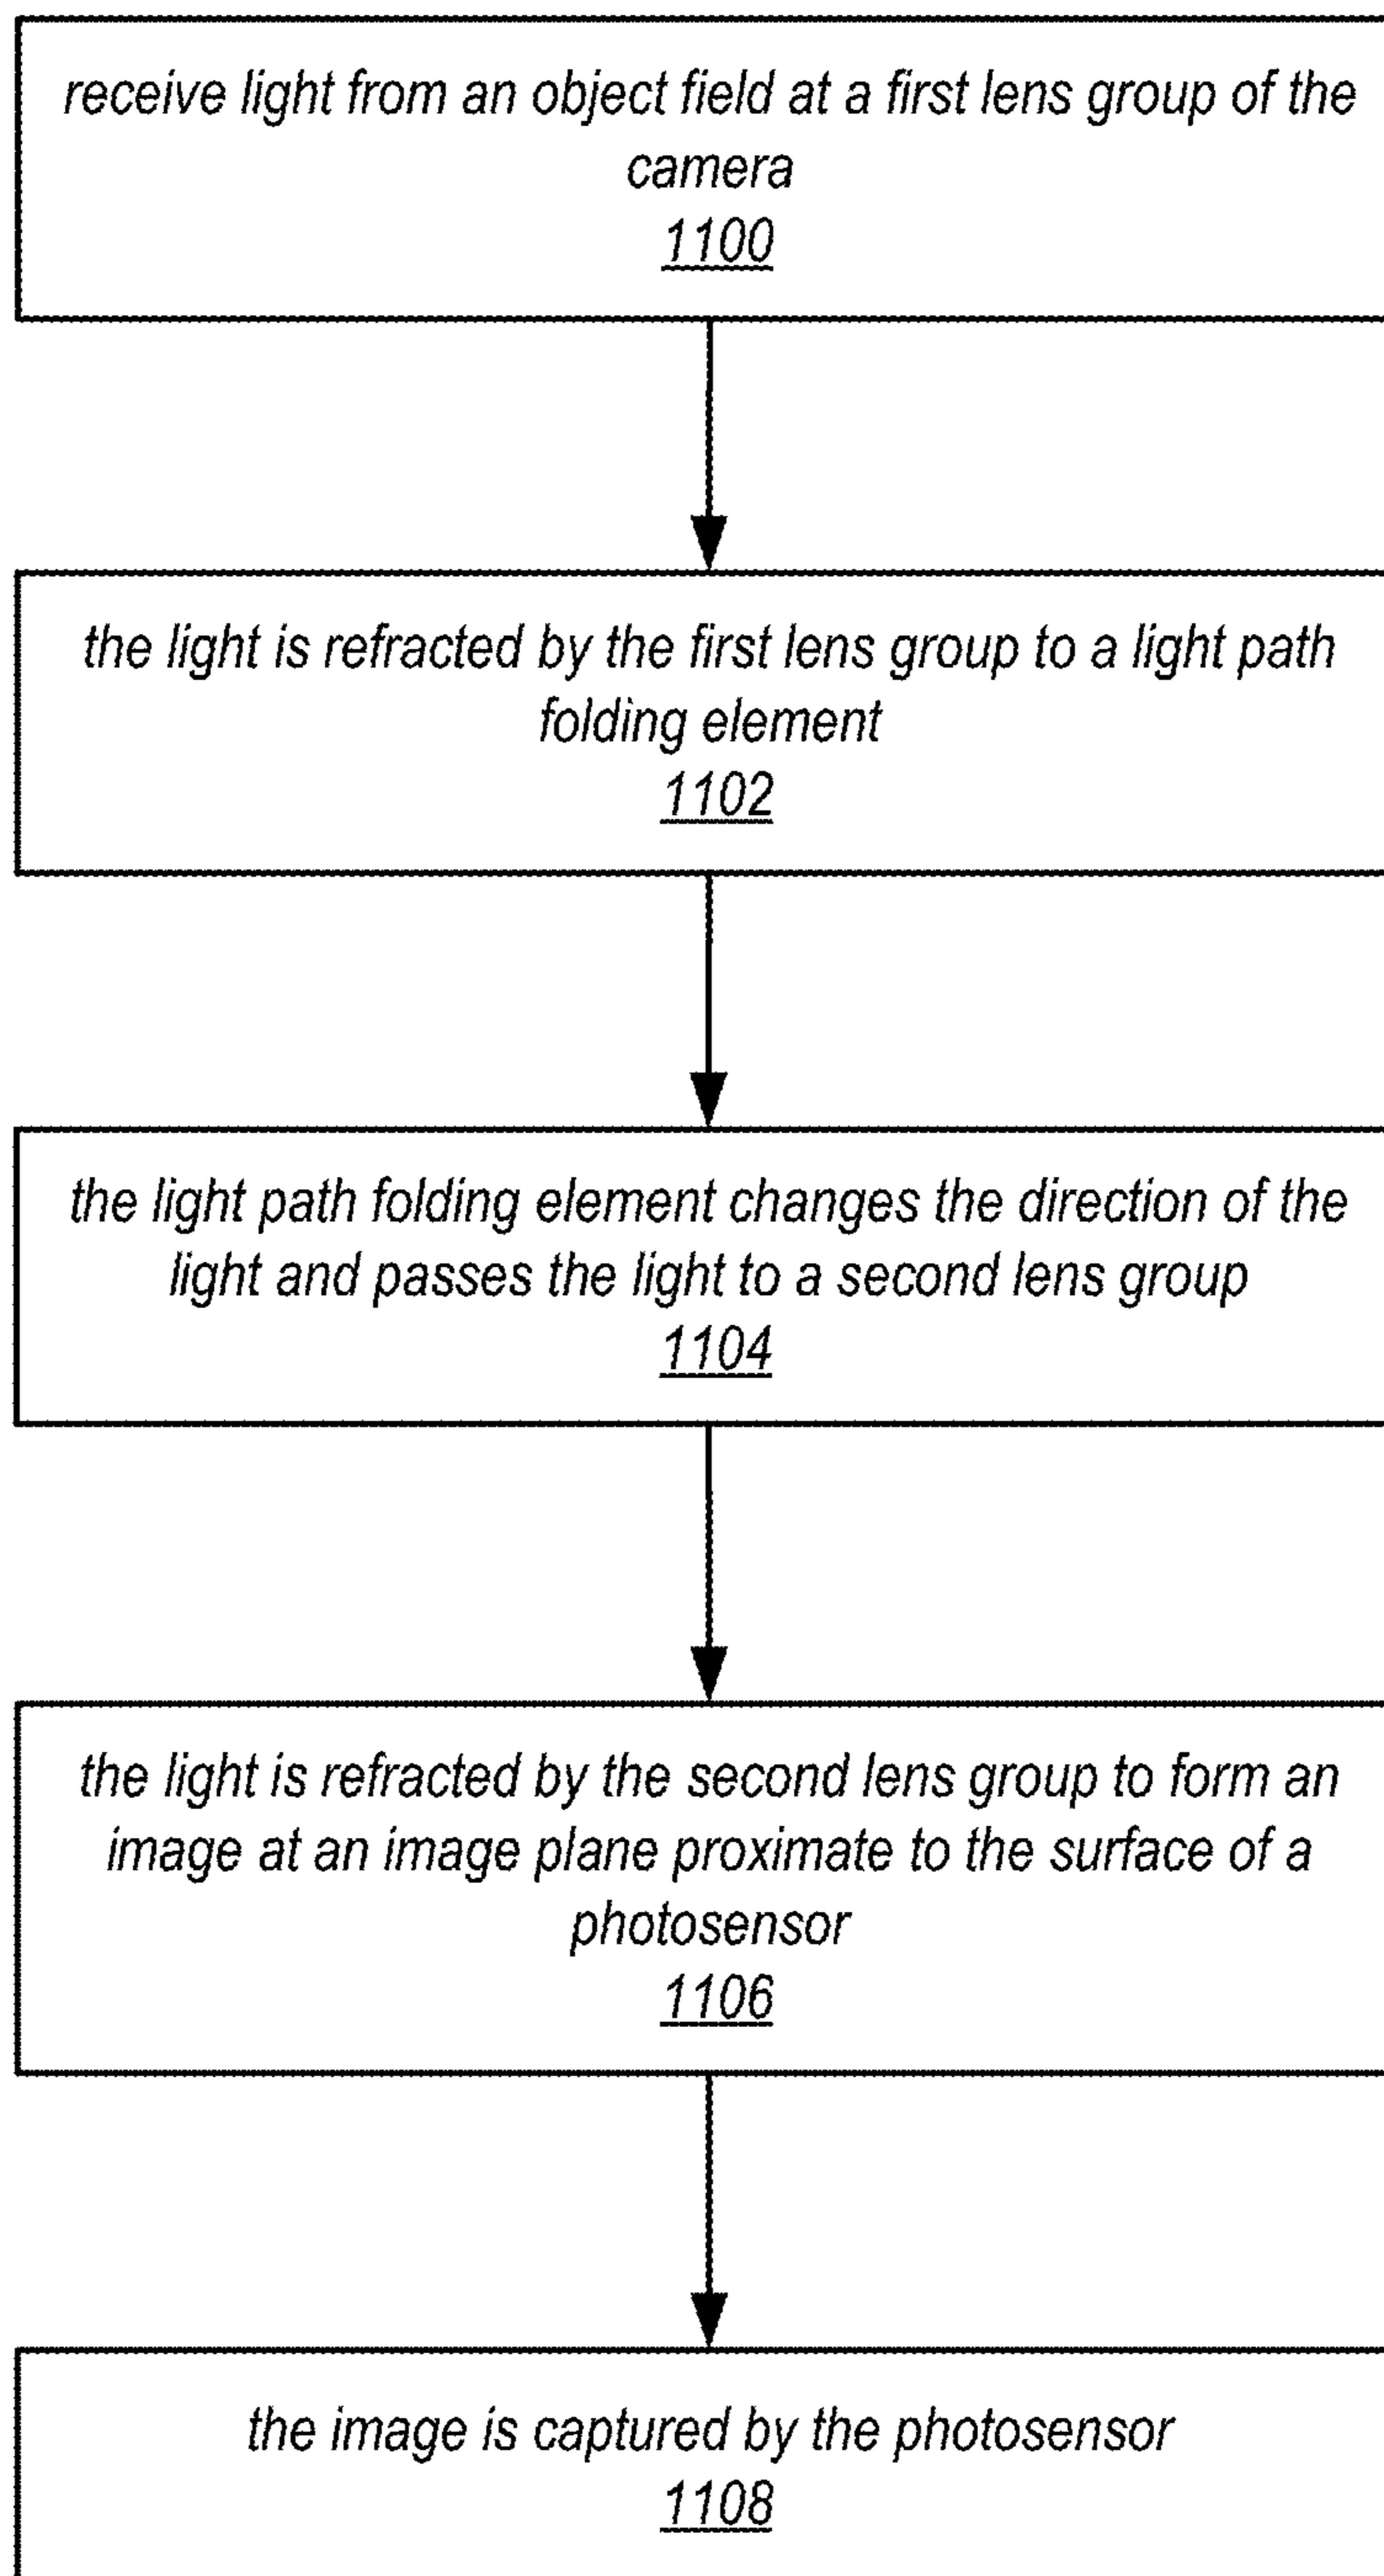 receive light from an object field at a first lens group of the
camera
1100
the light is refracted by the first lens group to a light path
folding element
1102
the light path folding element changes the direction of the
light and passes the light to a second lens group
1104
the light is refracted by the second lens group to form an
image at an image plane proximate to the surface of a
photosensor
1106
the image is captured by the photosensor
1108